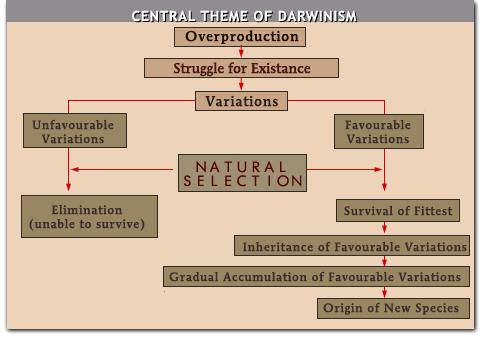 CENTRAL THEME OF DARWINISM
Overproduction
Struggle for Existance
Variations
Unfavourable
Variations
Favourable
Variations
NATURAL
SELECTION
Elimination
(unable to survive)
Survival of Fittest
Inheritance of Favourable Variations
Gradual Accumulation of Favourable Variations
Origin of New Species